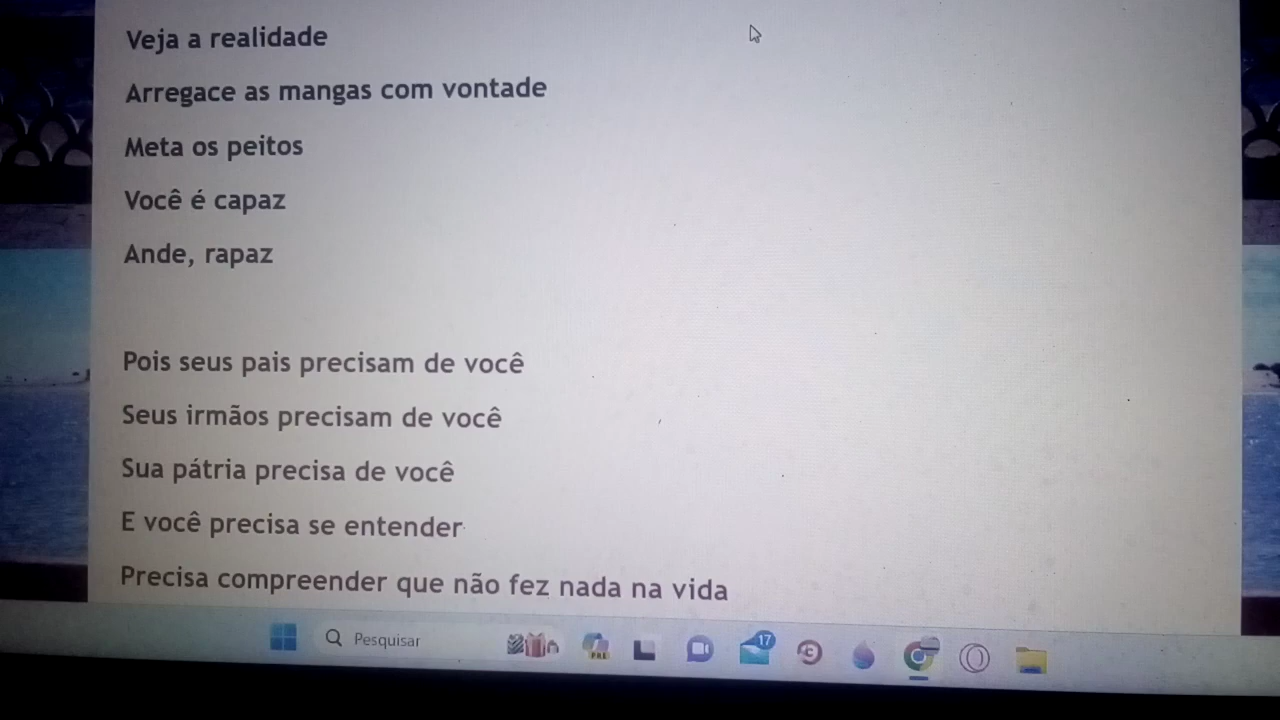 Veja a realidade
Arregace as mangas com vontade
Meta os peitos
Você é capaz
Ande, rapaz
Pois seus pais precisam de você
Seus irmãos precisam de você
Sua pátria precisa de você
E você precisa se entender
Precisa compreender que não fez nada na vida
Pesquisar
PRE
17